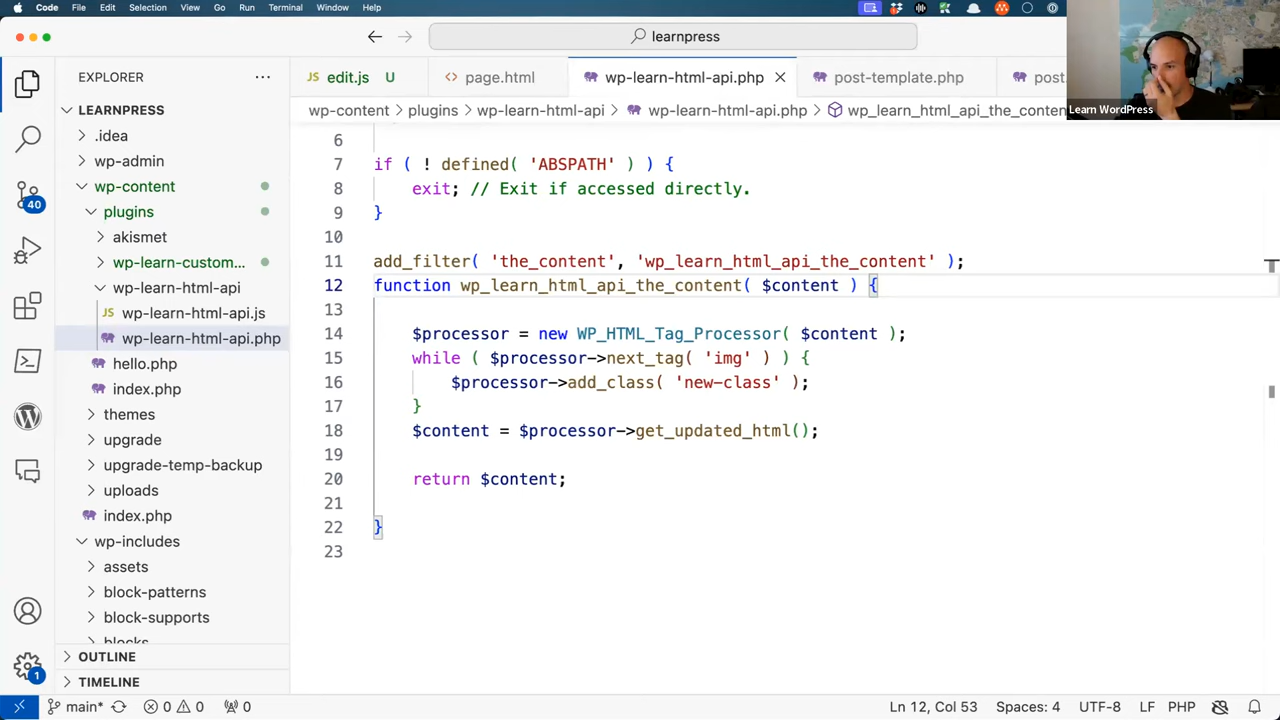 Code File Edit Selection View Go Run Terminal Window Help
learnpress
Learn WordPress
EXPLORER
edit.js U
page.html
wp-learn-html-api.php
post-template.php
post.
wp-content > plugins > wp-learn-html-api > wp-learn-html-api.php > wp_learn_html_api_the_conten
LEARNPRESS
.idea
wp-admin
wp-content
plugins
akismet
wp-learn-custom...
wp-learn-html-api
wp-learn-html-api.js
wp-learn-html-api.php
hello.php
index.php
themes
upgrade
upgrade-temp-backup
uploads
index.php
wp-includes
assets
block-patterns
block-supports
blocks
OUTLINE
TIMELINE
40
1
6
7 if ( ! defined( 'ABSPATH' ) ) {
8 exit; // Exit if accessed directly.
9 }
10
11 add_filter( 'the_content', 'wp_learn_html_api_the_content' );
12 function wp_learn_html_api_the_content( $content ) {
13
14 $processor = new WP_HTML_Tag_Processor( $content );
15 while ( $processor->next_tag( 'img' ) ) {
16 $processor->add_class( 'new-class' );
17 }
18 $content = $processor->get_updated_html();
19
20 return $content;
21
22 }
23
main* 0 0 0 Ln 12, Col 53 Spaces: 4 UTF-8 LF PHP